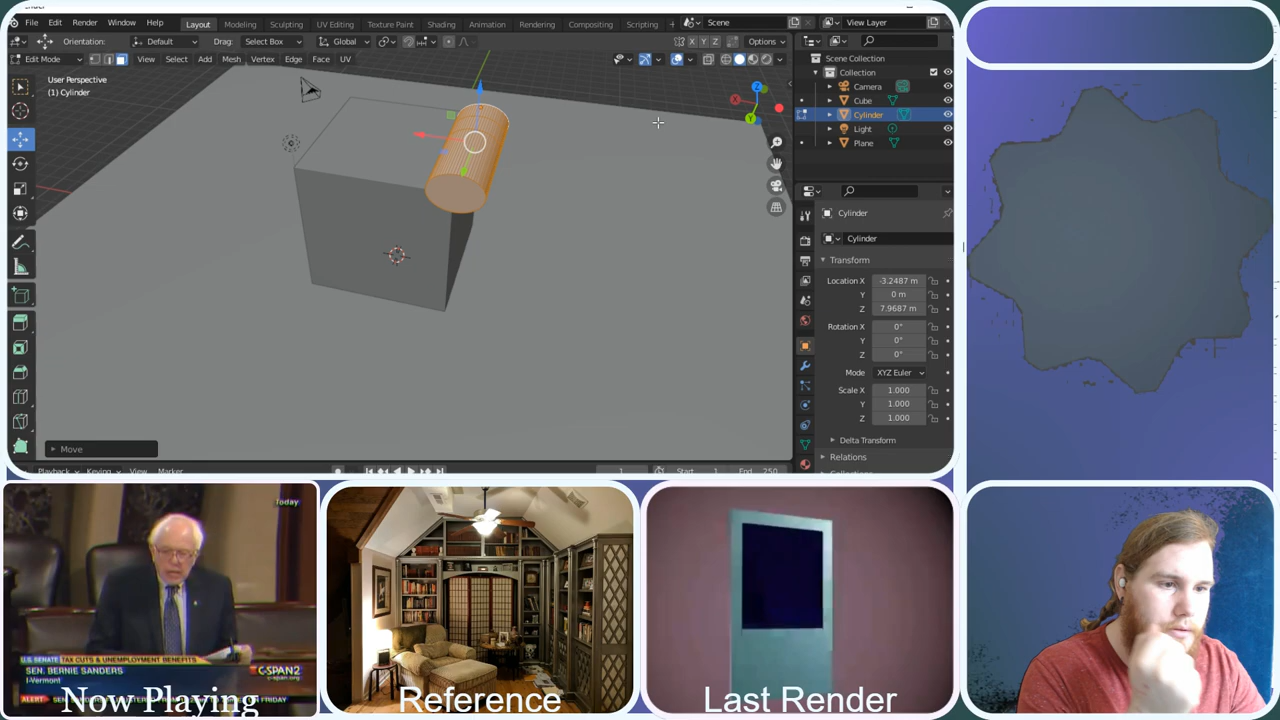 File Edit Render Window Help Layout Modeling Sculpting UV Editing Texture Paint Shading Animation Rendering Compositing Scripting + Scene View Layer
Orientation: Default Drag: Select Box Global X Y Z Options
Edit Mode View Select Add Mesh Vertex Edge Face UV
User Perspective
(1) Cylinder
Scene Collection
Collection
Camera
Cube
Cylinder
Light
Plane
X
Z
Y
Cylinder
Cylinder
Transform
Location X -3.2487 m
Y 0 m
Z 7.9687 m
Rotation X 0°
Y 0°
Z 0°
Mode XYZ Euler
Scale X 1.000
Y 1.000
Z 1.000
Delta Transform
Relations
Move
Playback Keying View Marker 1 Start 1 End 250
Today
U.S. SENATE TAX CUTS & UNEMPLOYMENT BENEFITS
SEN. BERNIE SANDERS
I-Vermont
C-SPAN2
ALERT
Now Playing
Reference
Last Render